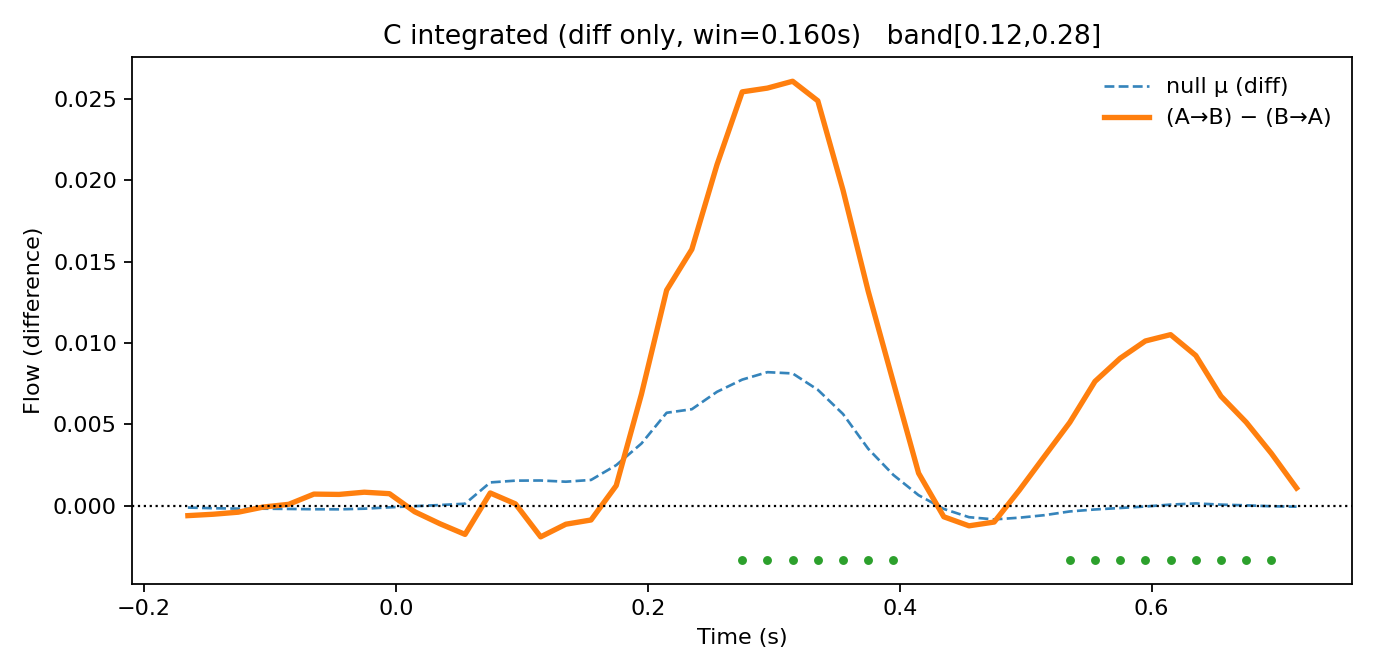 C integrated (diff only, win=0.160s)   band[0.12,0.28]
null μ (diff)
(A→B) − (B→A)
Flow (difference)
0.025
0.020
0.015
0.010
0.005
0.000
−0.2 0.0 0.2 0.4 0.6
Time (s)